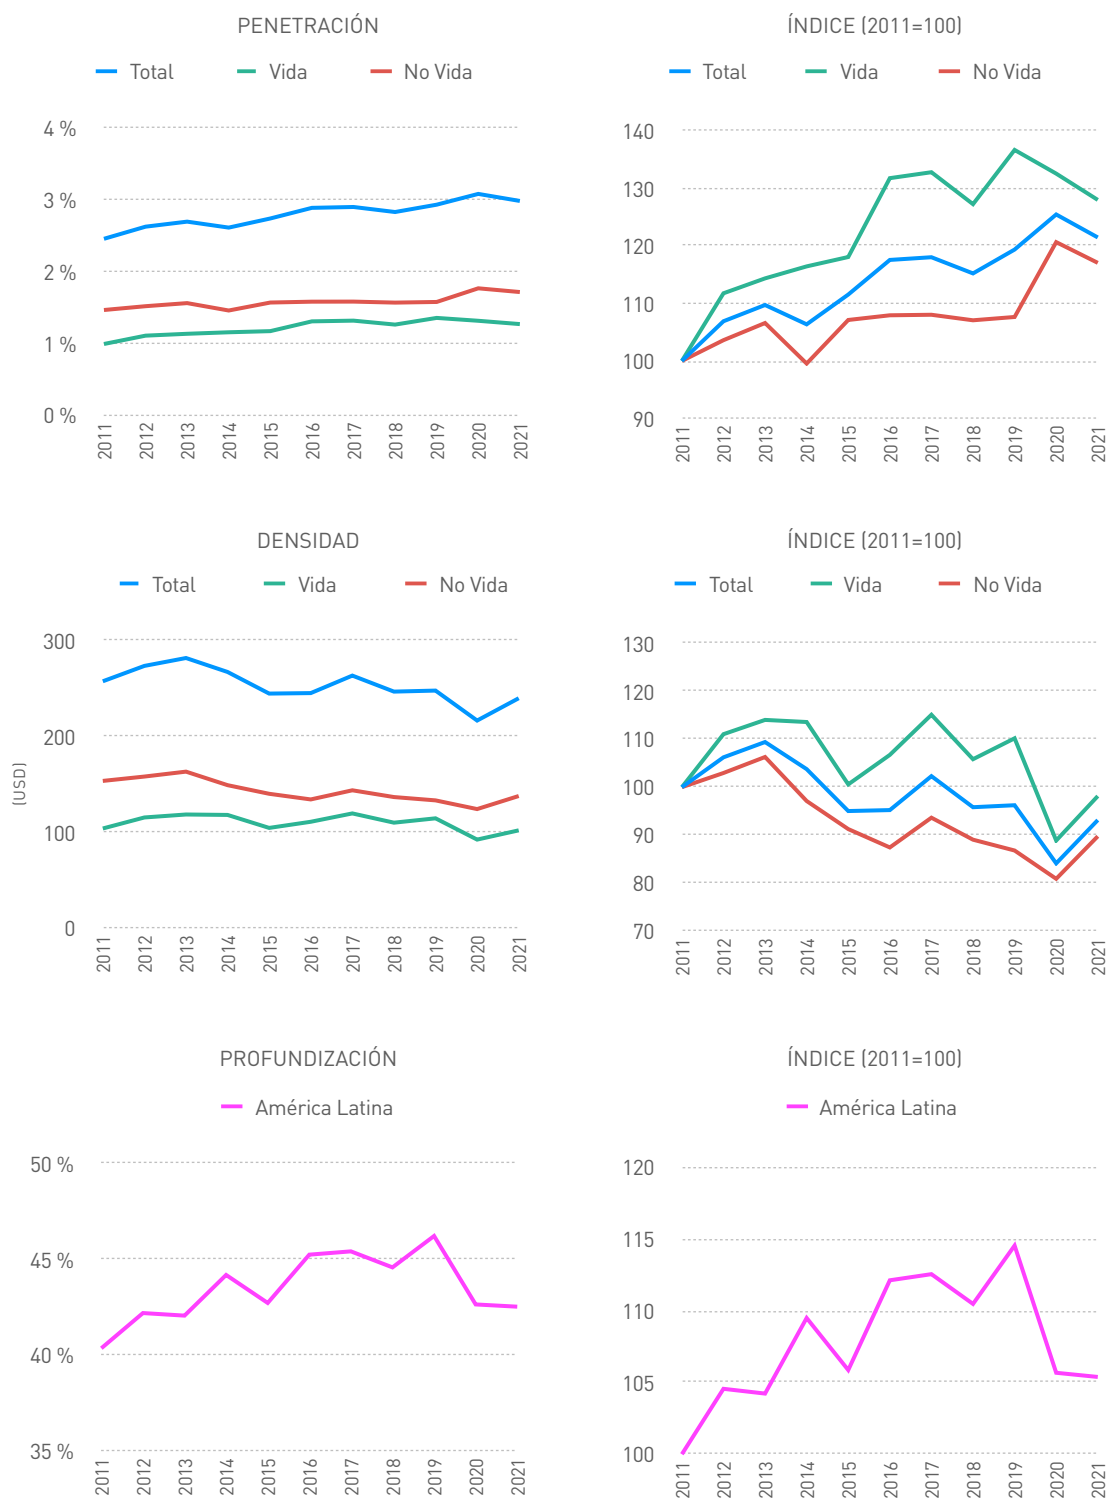 PENETRACIÓN
Total Vida No Vida
4 %
3 %
2 %
1 %
0 %
2011 2012 2013 2014 2015 2016 2017 2018 2019 2020 2021
ÍNDICE (2011=100)
Total Vida No Vida
140
130
120
110
100
90
2011 2012 2013 2014 2015 2016 2017 2018 2019 2020 2021
DENSIDAD
Total Vida No Vida
(USD)
300
200
100
0
2011 2012 2013 2014 2015 2016 2017 2018 2019 2020 2021
ÍNDICE (2011=100)
Total Vida No Vida
130
120
110
100
90
80
70
2011 2012 2013 2014 2015 2016 2017 2018 2019 2020 2021
PROFUNDIZACIÓN
América Latina
50 %
45 %
40 %
35 %
2011 2012 2013 2014 2015 2016 2017 2018 2019 2020 2021
ÍNDICE (2011=100)
América Latina
120
115
110
105
100
2011 2012 2013 2014 2015 2016 2017 2018 2019 2020 2021